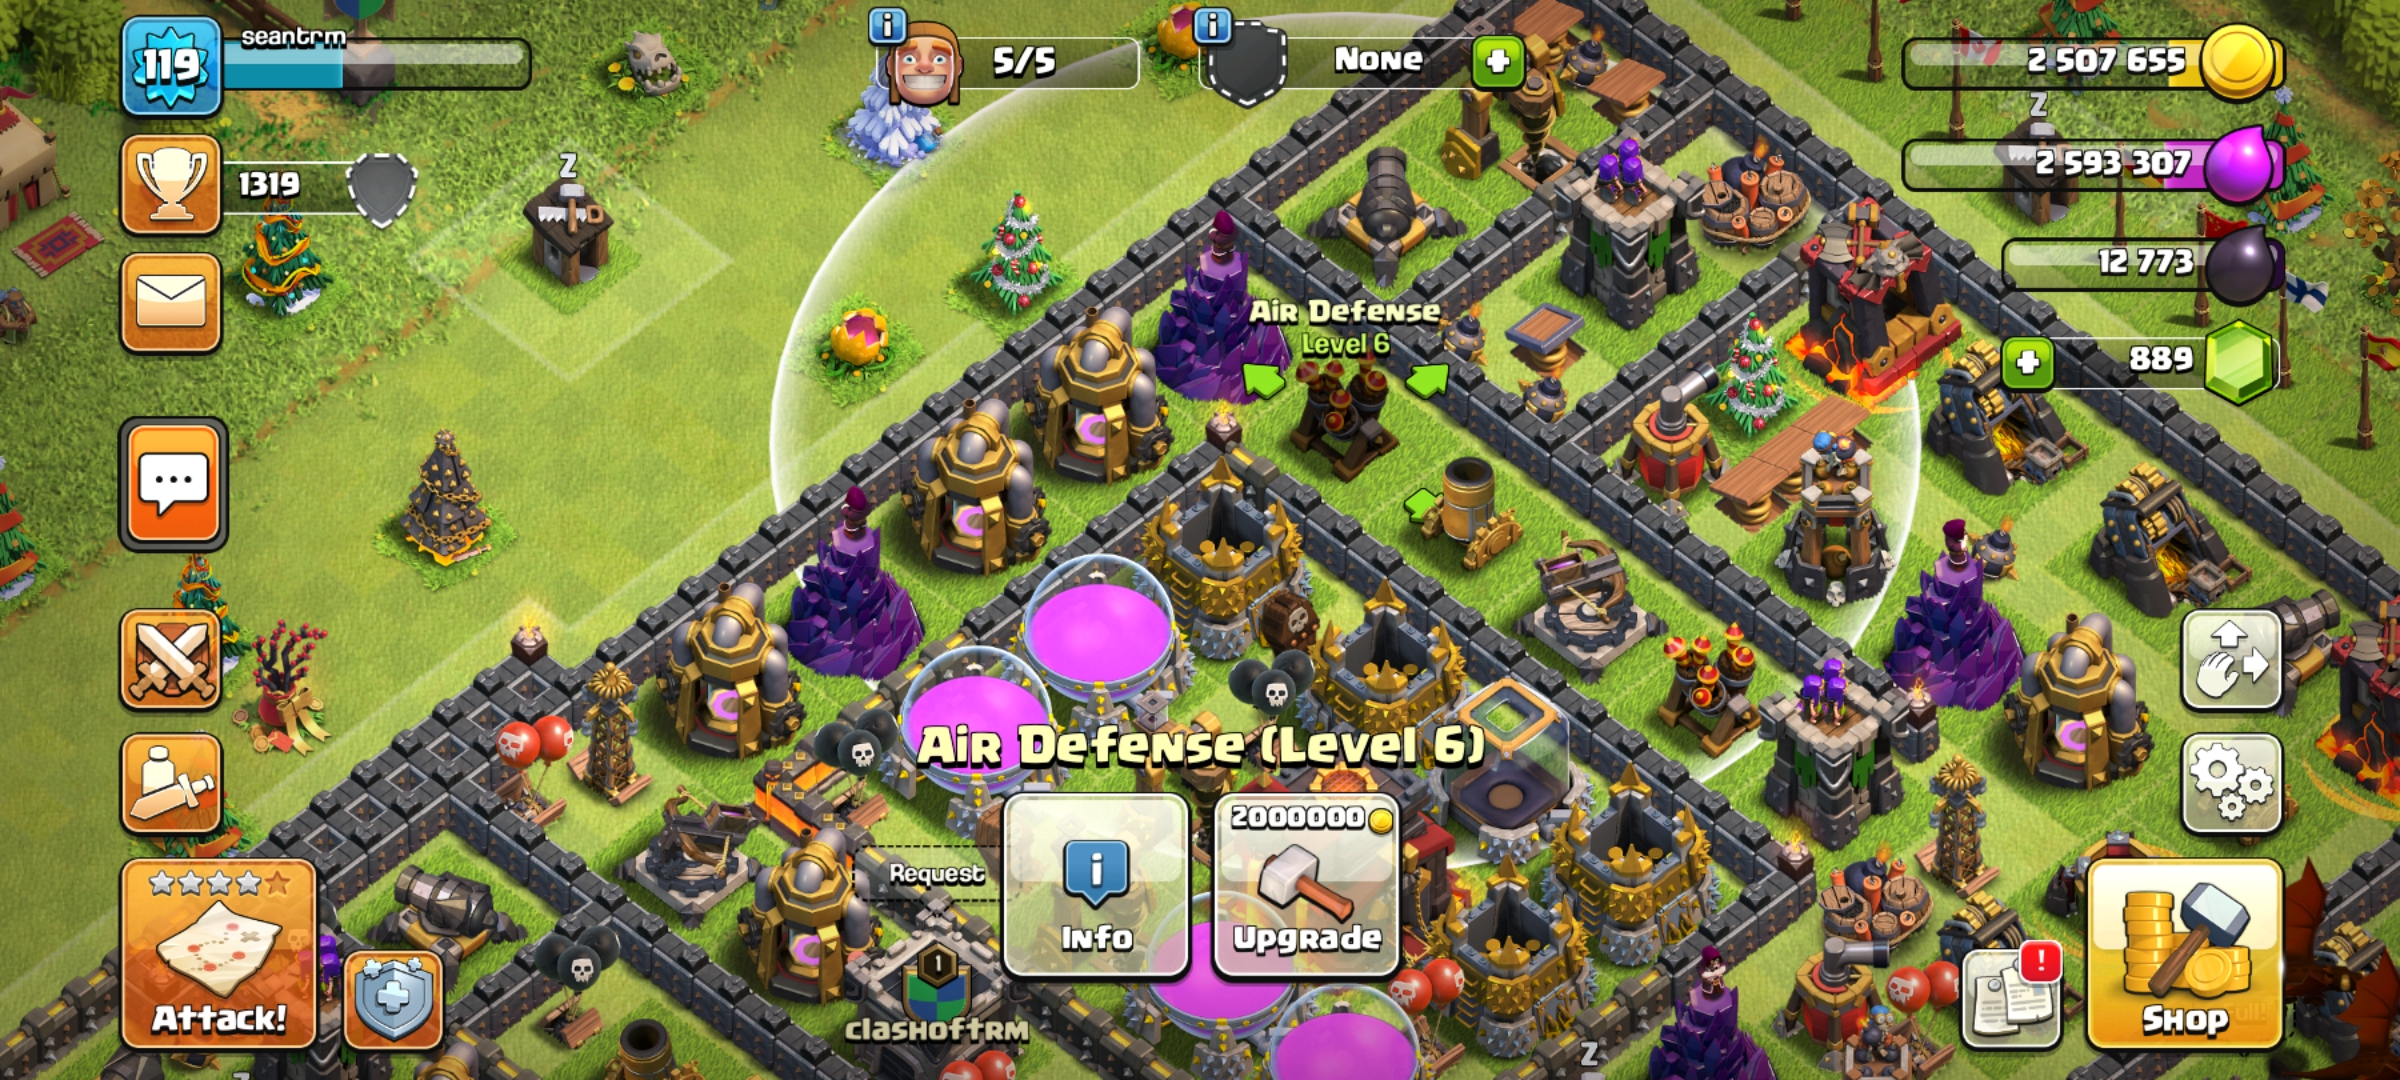 119
seantrm
5/5
None
2 507 655
1319
2 593 307
12 773
889
Z
Z
Air Defense
Level 6
Air Defense (Level 6)
2000000
Request
Info
Upgrade
1
clashoftrm
Attack!
!
Shop
Z
Z